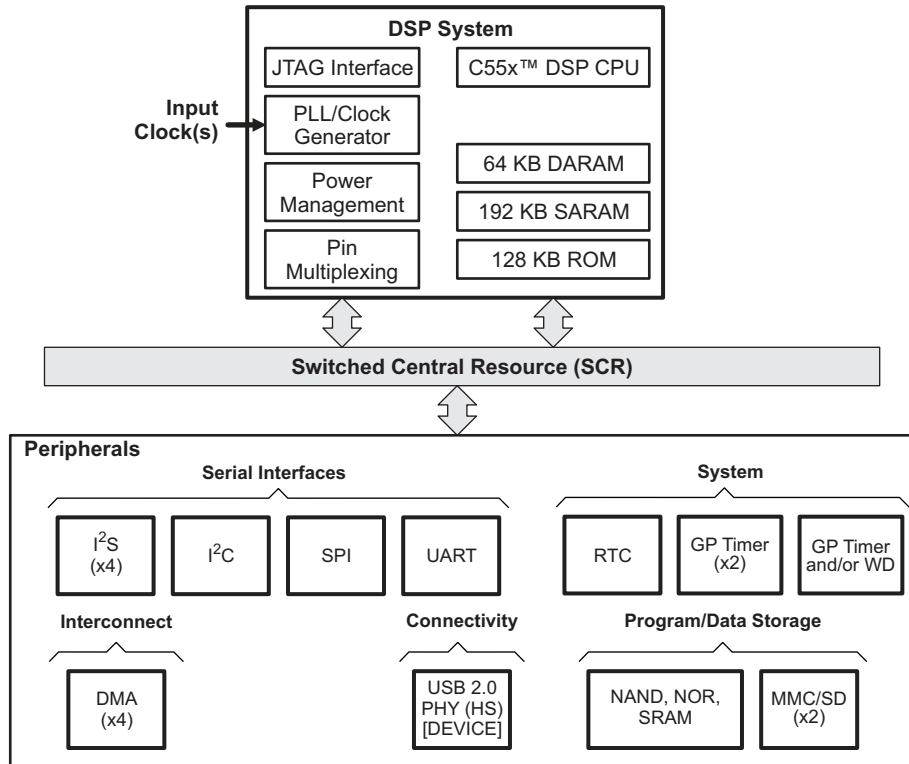 DSP System
JTAG Interface
C55x™ DSP CPU
Input
Clock(s)
PLL/Clock
Generator
64 KB DARAM
Power
Management
192 KB SARAM
Pin
Multiplexing
128 KB ROM
Switched Central Resource (SCR)
Peripherals
Serial Interfaces
System
I²S
(x4)
I²C
SPI
UART
RTC
GP Timer
(x2)
GP Timer
and/or WD
Interconnect
Connectivity
Program/Data Storage
DMA
(x4)
USB 2.0
PHY (HS)
[DEVICE]
NAND, NOR,
SRAM
MMC/SD
(x2)